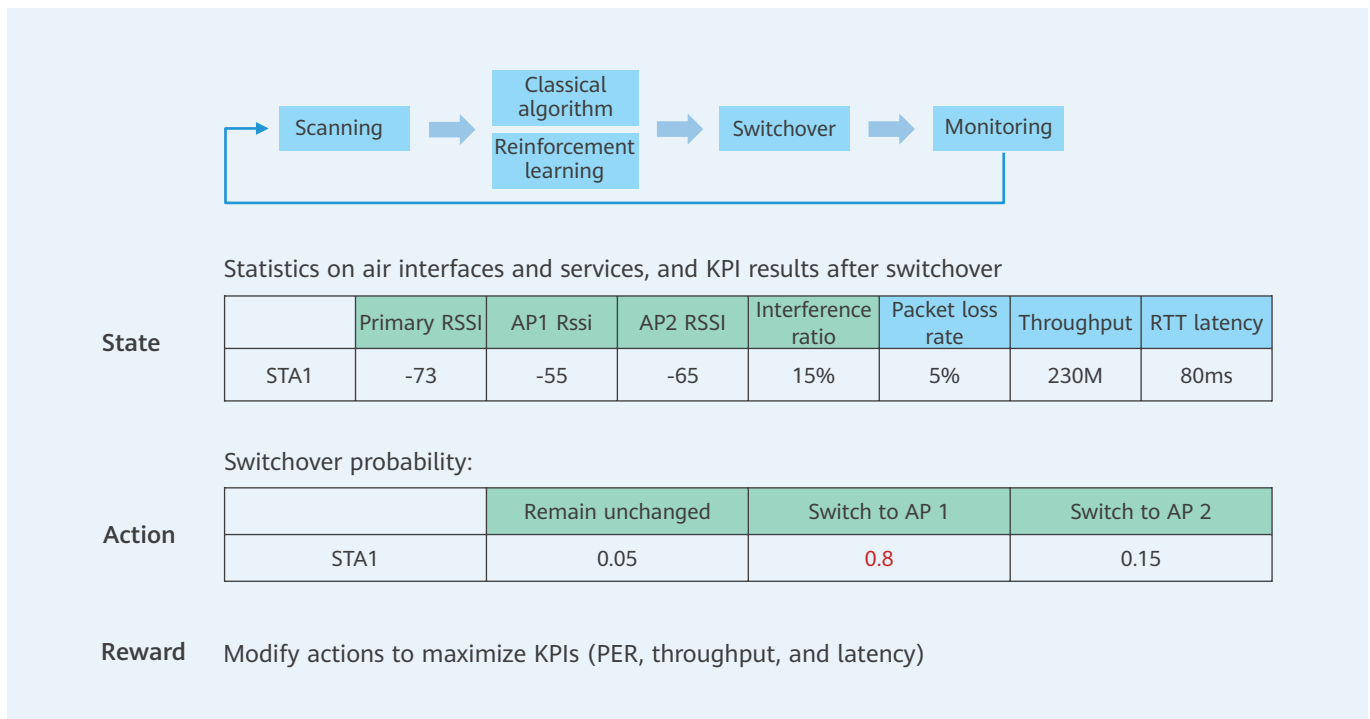 Scanning
Classical
algorithm
Reinforcement
learning
Switchover
Monitoring
Statistics on air interfaces and services, and KPI results after switchover
State
Primary RSSI AP1 Rssi AP2 RSSI Interference ratio Packet loss rate Throughput RTT latency
STA1 -73 -55 -65 15% 5% 230M 80ms
Switchover probability:
Action
Remain unchanged Switch to AP 1 Switch to AP 2
STA1 0.05 0.8 0.15
Reward Modify actions to maximize KPIs (PER, throughput, and latency)